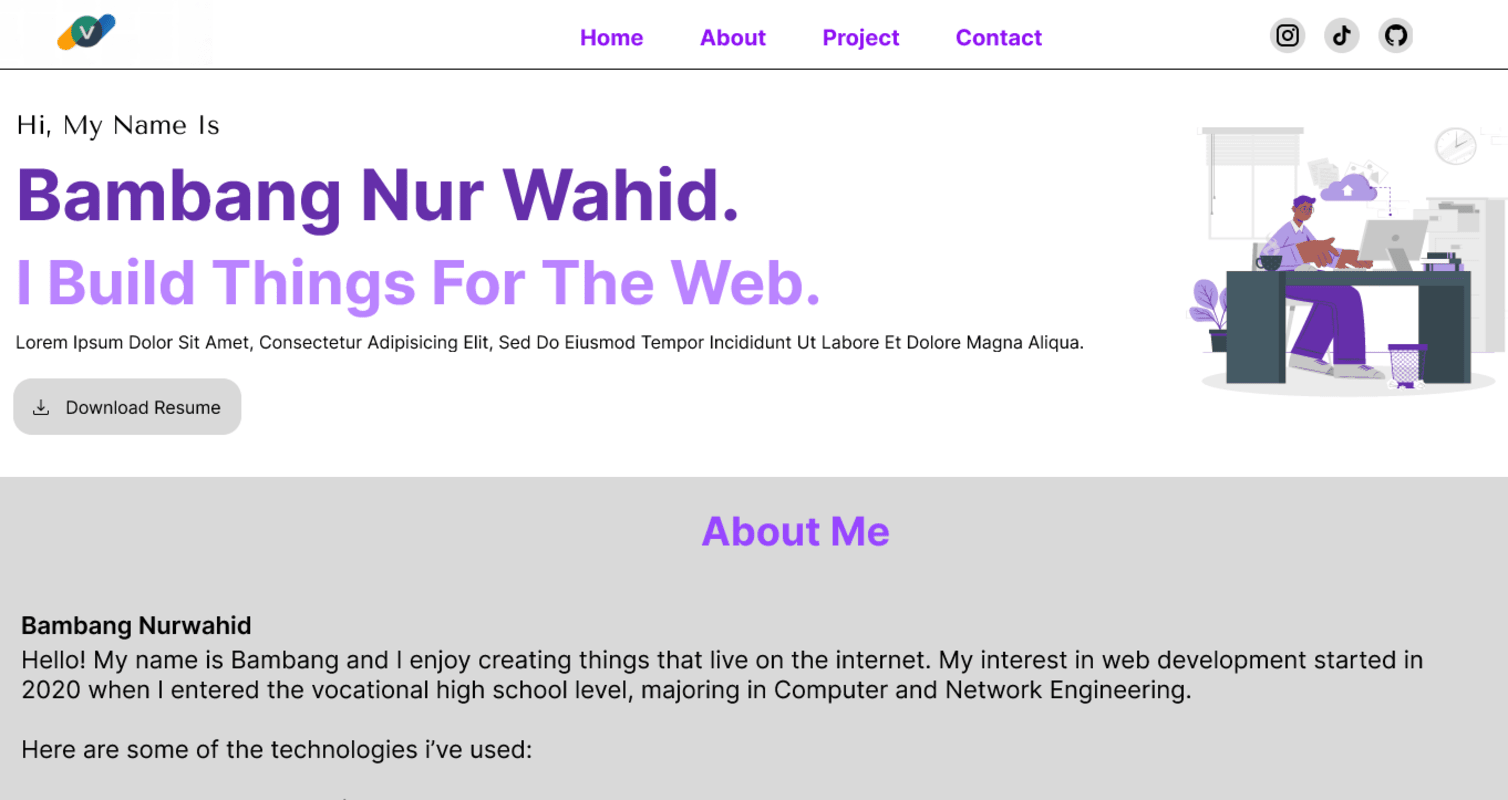 V
Home About Project Contact
Hi, My Name Is
Bambang Nur Wahid.
I Build Things For The Web.
Lorem Ipsum Dolor Sit Amet, Consectetur Adipisicing Elit, Sed Do Eiusmod Tempor Incididunt Ut Labore Et Dolore Magna Aliqua.
Download Resume
About Me
Bambang Nurwahid
Hello! My name is Bambang and I enjoy creating things that live on the internet. My interest in web development started in
2020 when I entered the vocational high school level, majoring in Computer and Network Engineering.
Here are some of the technologies i’ve used: